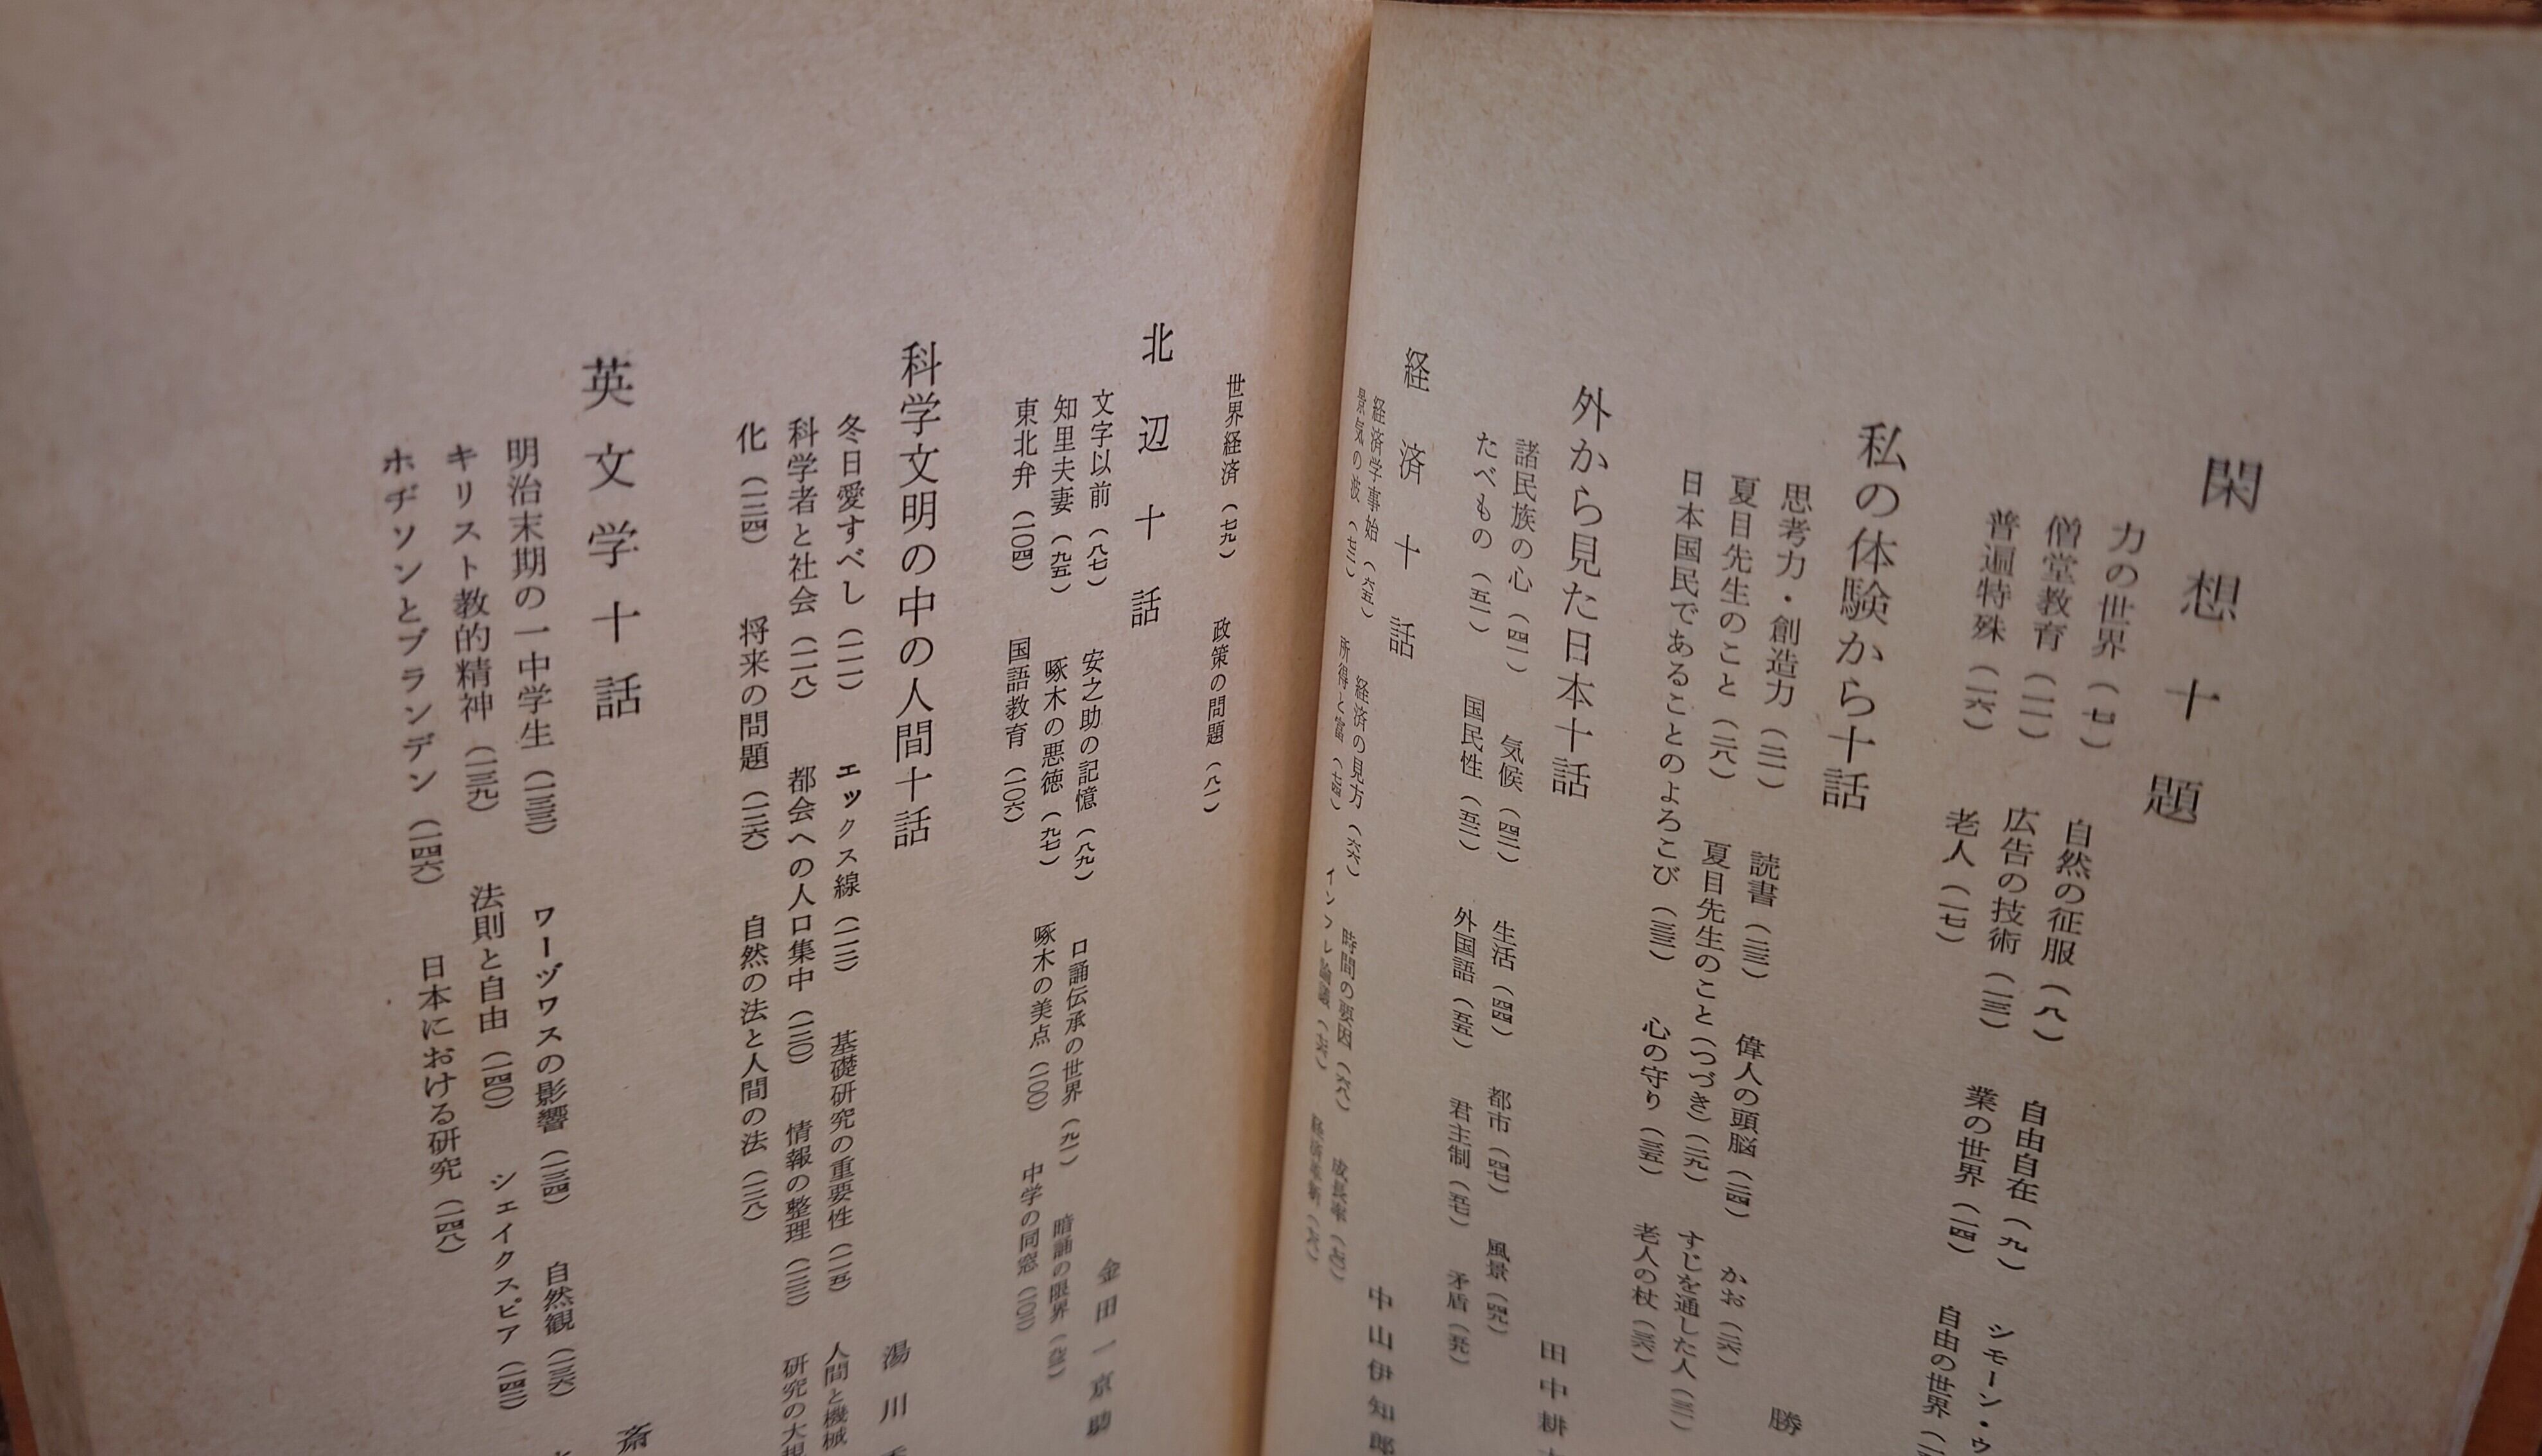 閑想十題
力の世界（七）　自然の征服（八）　自由自在（九）　シモーン・
僧堂教育（一一）　広告の技術（一三）　業の世界（一四）　自由の世界
普遍特殊（一六）　老人（一七）
私の体験から十話　勝
思考力・創造力（二一）　読書（二三）　偉人の頭脳（二四）　かお（二六）
夏目先生のこと（二八）　夏目先生のこと（つづき）（二九）　すじを通した人（三一）
日本国民であることのよろこび（三三）　心の守り（三五）　老人の杖（三六）
外から見た日本十話　田中耕
諸民族の心（四一）　気候（四二）　生活（四四）　都市（四七）　風景（四九）
たべもの（五一）　国民性（五二）　外国語（五五）　君主制（五七）　矛盾（五九）
経済十話　中山伊知郎
経済学事始（六五）　経済の見方（六六）　時間の要因（六八）　成長率（七〇）
景気の波（七二）　所得と富（七四）　インフレ論議（七六）　経済革新（七八）
世界経済（七九）　政策の問題（八一）
北辺十話　金田一京助
文字以前（八七）　安之助の記憶（八九）　口誦伝承の世界（九一）　暗誦の限界（九三）
知里夫妻（九五）　啄木の悪徳（九七）　啄木の美点（一〇〇）　中学の同窓（一〇二）
東北弁（一〇四）　国語教育（一〇六）
科学文明の中の人間十話　湯川
冬日愛すべし（一一一）　エックス線（一一三）　基礎研究の重要性（一一五）　人間と機械
科学者と社会（一一八）　都会への人口集中（一二〇）　情報の整理（一二二）　研究の大
化（一二四）　将来の問題（一二六）　自然の法と人間の法（一二八）
英文学十話　斎
明治末期の一中学生（一三三）　ワーヅワスの影響（一三四）　自然観（一三六）
キリスト教的精神（一三九）　法則と自由（一四〇）　シェイクスピア（一四二）
ホヂソンとブランデン（一四六）　日本における研究（一四八）